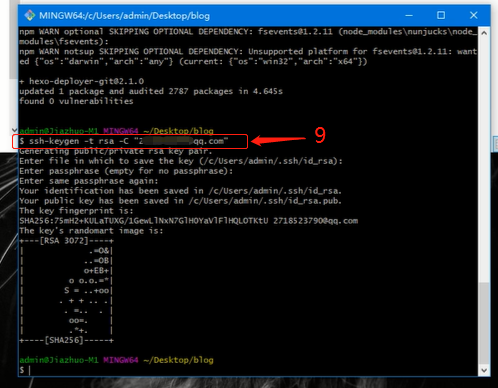 MINGW64:/c/Users/admin/Desktop/blog
npm WARN optional SKIPPING OPTIONAL DEPENDENCY: fsevents@1.2.11 (node_modules\nunjucks\node_
modules\fsevents):
npm WARN notsup SKIPPING OPTIONAL DEPENDENCY: Unsupported platform for fsevents@1.2.11: want
ed {"os":"darwin","arch":"any"} (current: {"os":"win32","arch":"x64"})
+ hexo-deployer-git@2.1.0
updated 1 package and audited 2787 packages in 4.645s
found 0 vulnerabilities
admin@Jiazhuo-M1 MINGW64 ~/Desktop/blog
$ ssh-keygen -t rsa -C "2 qq.com"
9
Generating public/private rsa key pair.
Enter file in which to save the key (/c/Users/admin/.ssh/id_rsa):
Enter passphrase (empty for no passphrase):
Enter same passphrase again:
Your identification has been saved in /c/Users/admin/.ssh/id_rsa.
Your public key has been saved in /c/Users/admin/.ssh/id_rsa.pub.
The key fingerprint is:
SHA256:75mH2+KULaTUXG/1GewLlNxN7GlHOYaVlFlHQLOTKtU 2718523790@qq.com
The key's randomart image is:
+---[RSA 3072]----+
| .=O&|
| ..=OB|
| o+EB+|
| o o.o.=*|
| S = ..+oo|
| . + + .. .|
| . =.. . |
| oo=. |
| .*+. |
+----[SHA256]-----+
admin@Jiazhuo-M1 MINGW64 ~/Desktop/blog
$